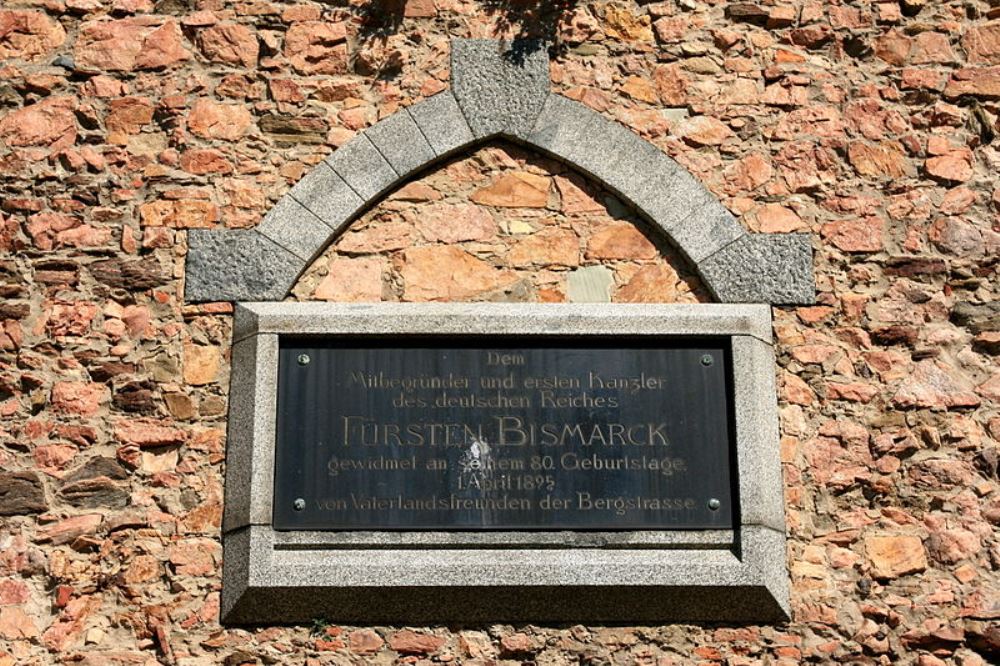 Dem
Mitbegründer und ersten Kanzler
des deutschen Reiches
FÜRSTEN BISMARCK
gewidmet an seinem 80. Geburtstage
1. April 1895
von Vaterlandsfreunden der Bergstrasse.